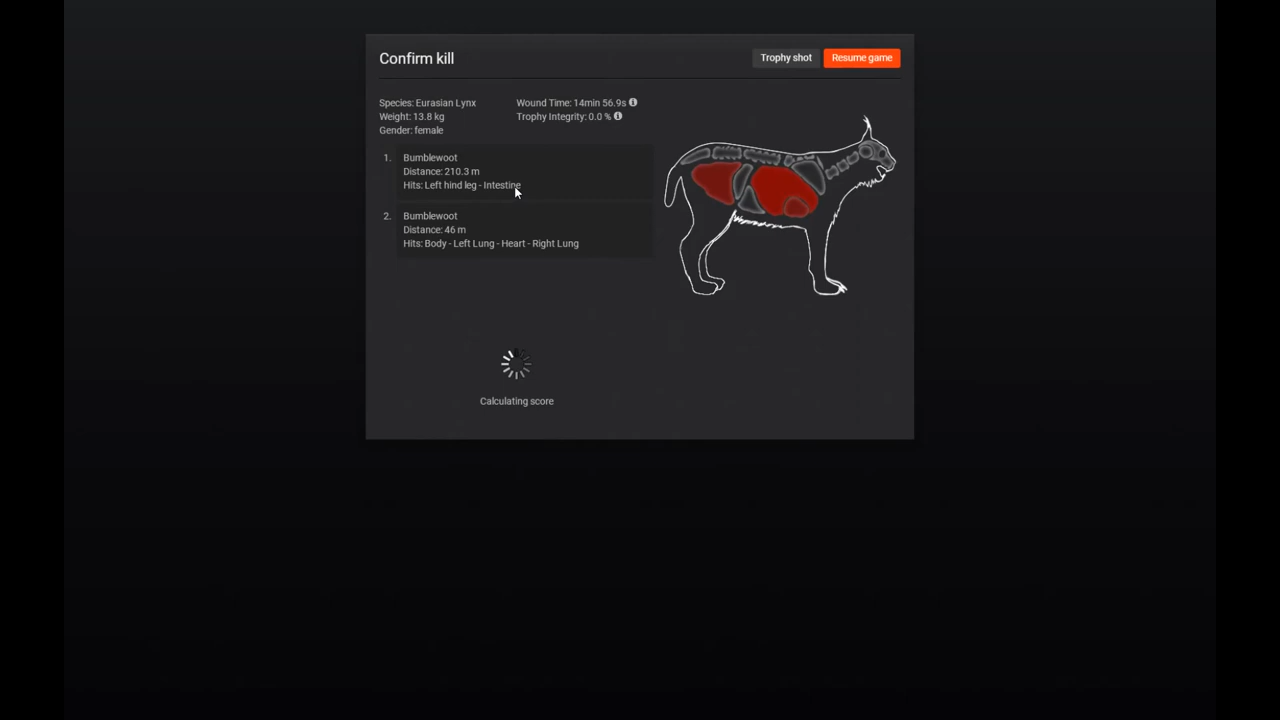 Confirm kill
Trophy shot
Resume game
Species: Eurasian Lynx
Wound Time: 14min 56.9s
Weight: 13.8 kg
Trophy Integrity: 0.0 %
Gender: female
1. Bumblewoot
Distance: 210.3 m
Hits: Left hind leg - Intestine
2. Bumblewoot
Distance: 46 m
Hits: Body - Left Lung - Heart - Right Lung
Calculating score